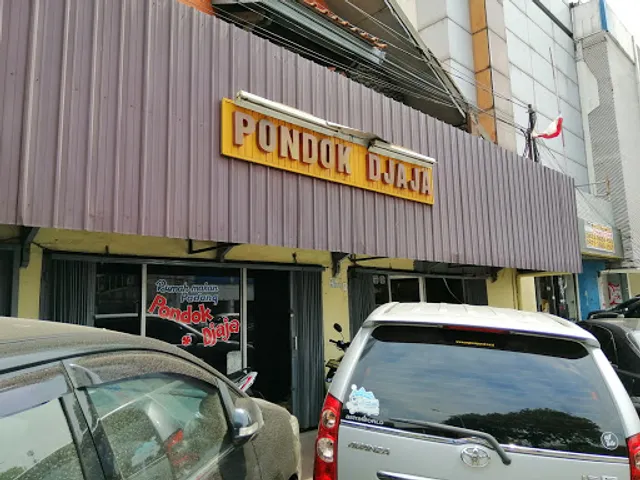 PONDOK DJAJA
Rumah makan
Padang
Pondok
Djaja
AVANZA